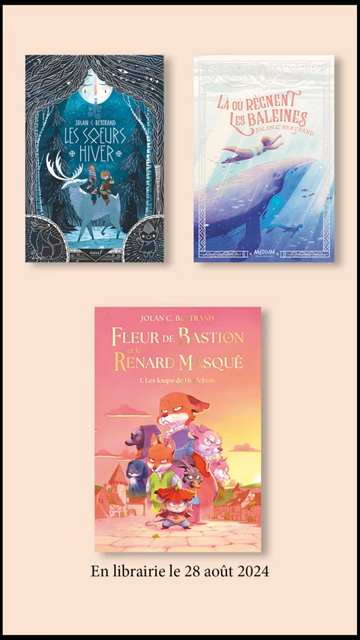 JOLAN C. BERTRAND
LES SŒURS
HIVER
LÀ OÙ RÈGNENT
LES BALEINES
JOLAN C. BERTRAND
MEDIUM
JOLAN C. BERTRAND
FLEUR DE BASTION
et le
RENARD MASQUÉ
1. Les loups de
En librairie le 28 août 2024